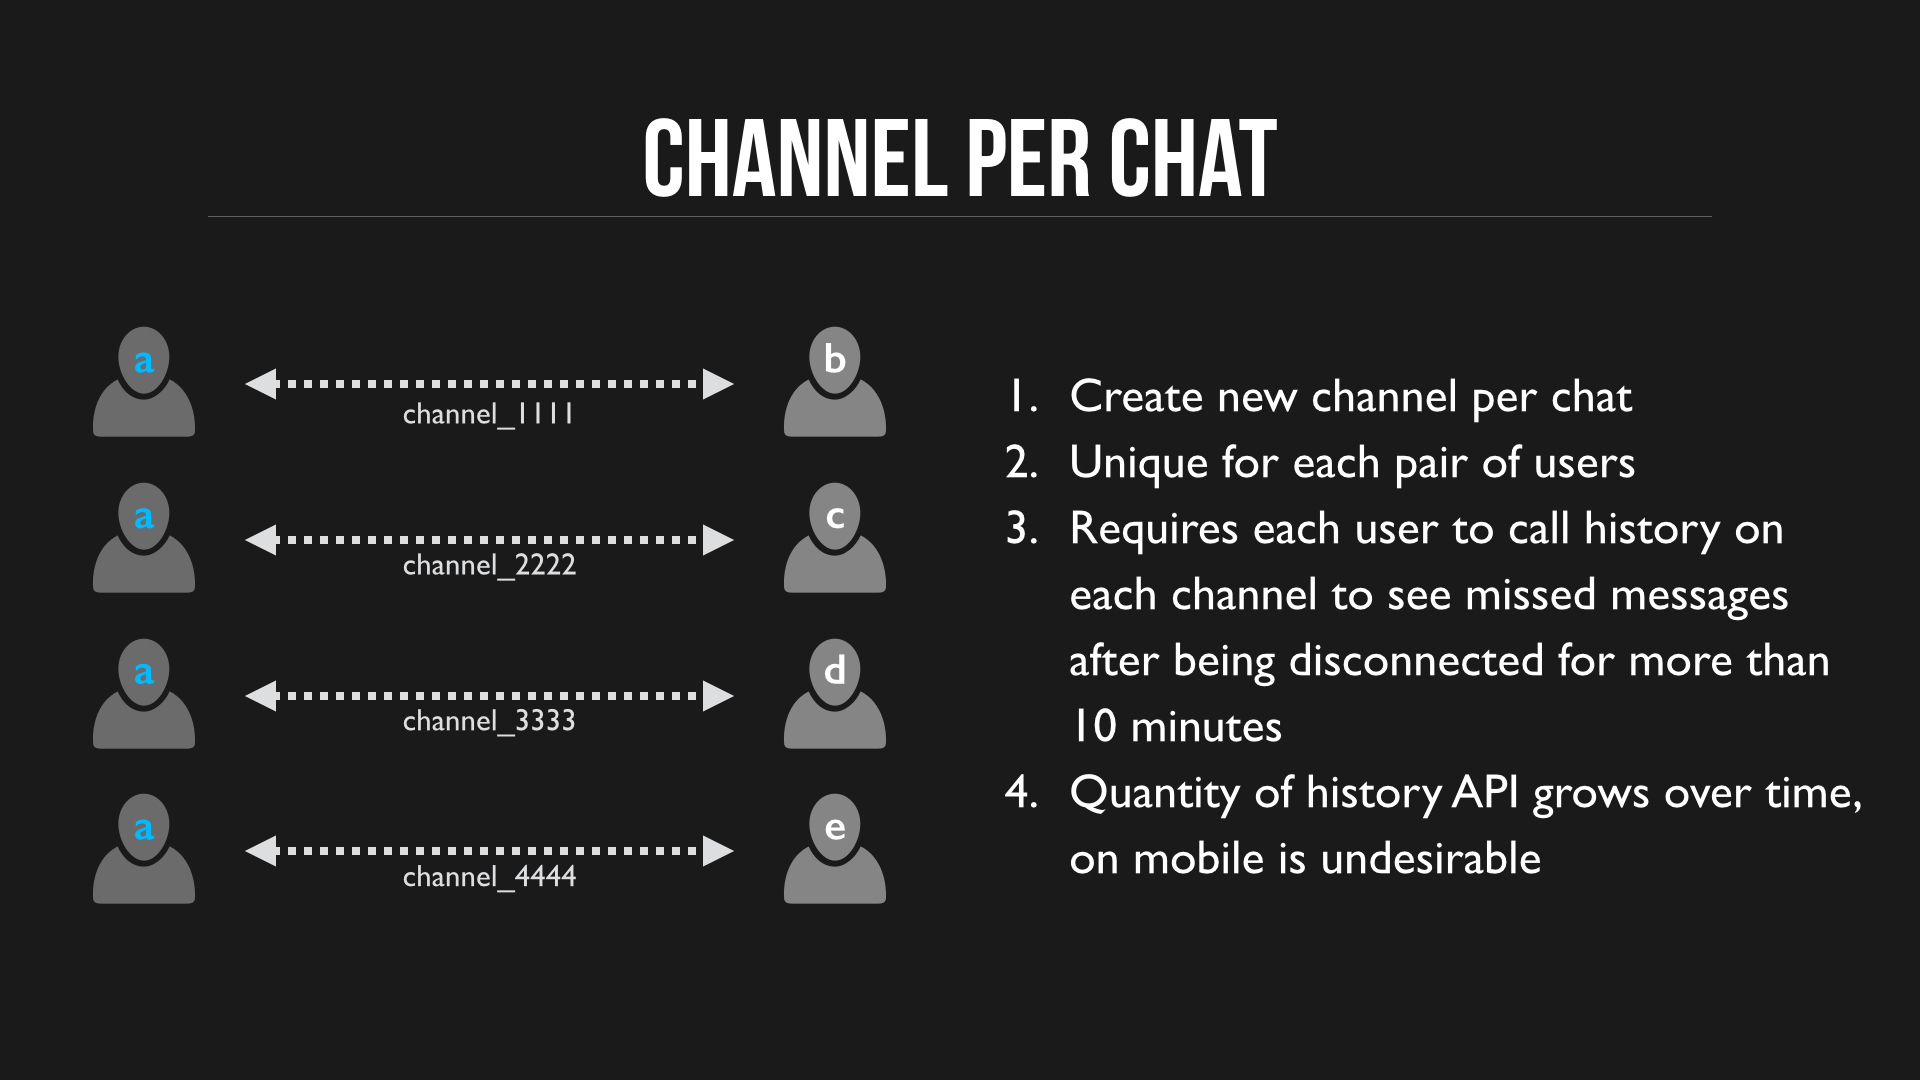 CHANNEL PER CHAT
a
b
channel_1111
a
c
channel_2222
a
d
channel_3333
a
e
channel_4444
1. Create new channel per chat
2. Unique for each pair of users
3. Requires each user to call history on
each channel to see missed messages
after being disconnected for more than
10 minutes
4. Quantity of history API grows over time,
on mobile is undesirable